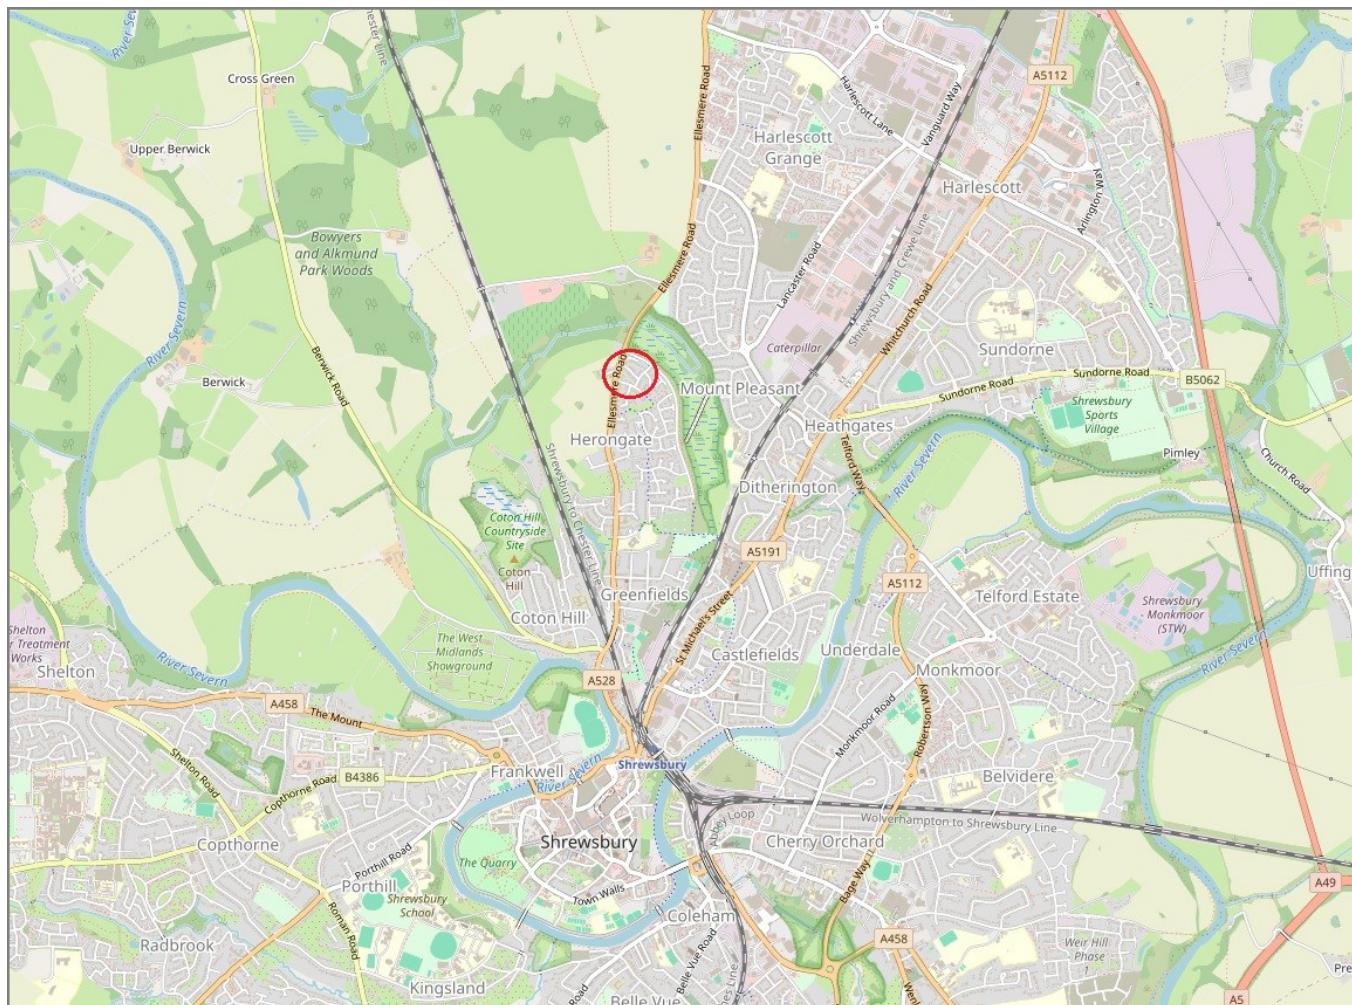 River Severn
Chester Line
Cross Green
Ellesmere Road
A5112
Harlescott Lane
Vanguard Way
Upper Berwick
Harlescott
Grange
Harlescott
Arlington Way
Bowyers
and Alkmund
Park Woods
Ellesmere Road
Lancaster Road
Shrewsbury and Crewe Line
River Severn
Whitchurch Road
Caterpillar
Sundorne
Berwick
Berwick Road
Ellesmere Road
Mount Pleasant
Sundorne Road
Sundorne Road
B5062
Shrewsbury
Sports
Village
Herongate
Heathgates
Telford Way
River Severn
Pimley
Church Road
Shrewsbury to Chester Line
Ditherington
Coton Hill
Countryside
Site
Coton
Hill
A5191
A5112
Uffing
Greenfields
St Michael's Street
Telford Estate
Shrewsbury
Monkmoor
(STW)
Coton Hill
The West
Midlands
Showground
Shelton
r Treatment
Works
Shelton
River Severn
Castlefields
Underdale
Monkmoor
River Severn
A528
A458
The Mount
Monkmoor Road
Robertson Way
Shelton Road
Copthorne Road
B4386
Frankwell
River Severn
Shrewsbury
Belvidere
Abbey Loop
Wolverhampton to Shrewsbury Line
Copthorne
Shrewsbury
Cherry Orchard
Porthill Road
The Quarry
Town Walls
Bage Way
A49
Porthill
Shrewsbury
School
Roman Road
Coleham
Radbrook
Belle Vue Road
A458
Weir Hill
Phase
1
Kingsland
Road
Belle Vue
A5